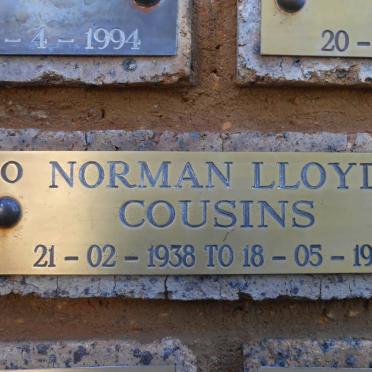 - 4 - 1994
20 -
O NORMAN LLOYD
COUSINS
21 - 02 - 1938 TO 18 - 05 - 19